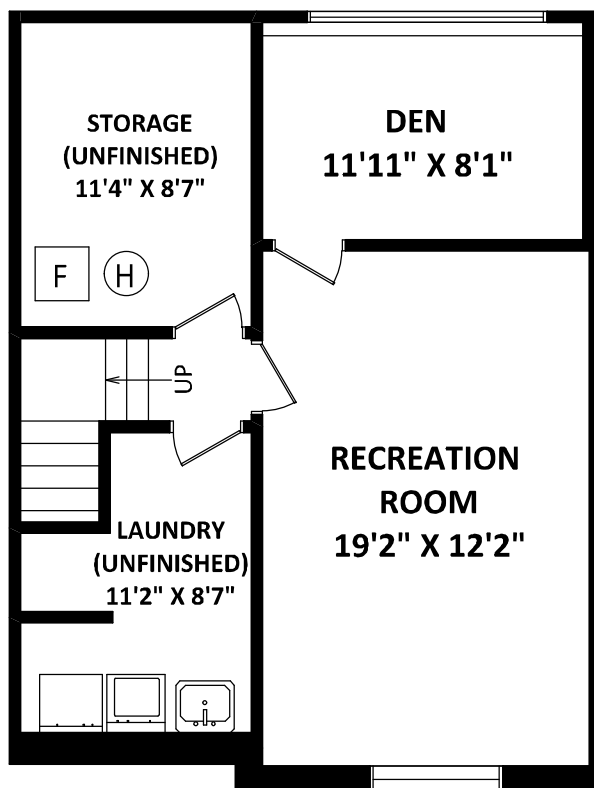 STORAGE
(UNFINISHED)
11'4" X 8'7"
DEN
11'11" X 8'1"
F
H
UP
RECREATION
ROOM
19'2" X 12'2"
LAUNDRY
(UNFINISHED)
11'2" X 8'7"